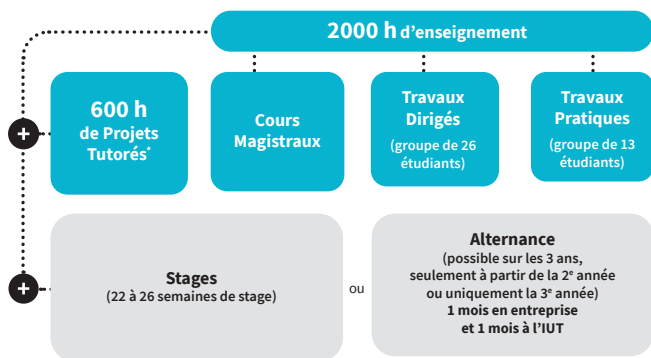 2000 h d'enseignement
600 h
de Projets
Tutorés*
Cours
Magistraux
Travaux
Dirigés
(groupe de 26
étudiants)
Travaux
Pratiques
(groupe de 13
étudiants)
+
Stages
(22 à 26 semaines de stage)
ou
Alternance
(possible sur les 3 ans,
seulement à partir de la 2e année
ou uniquement la 3e année)
1 mois en entreprise
et 1 mois à l'IUT
+